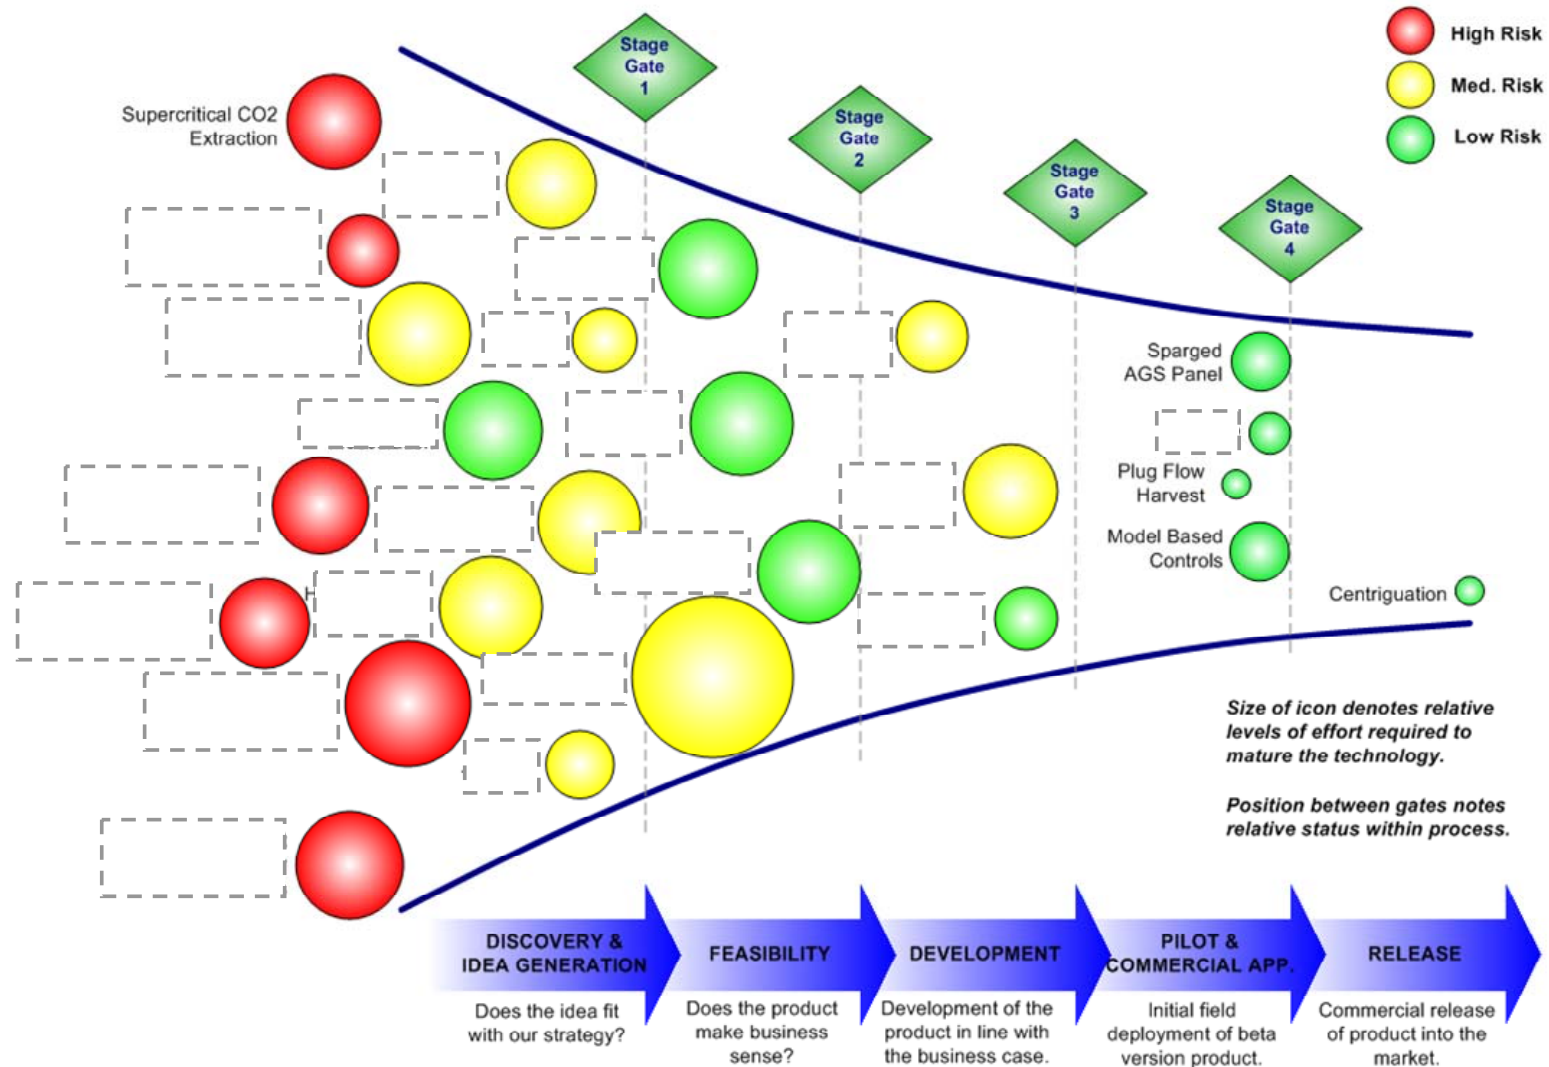 High Risk
Med. Risk
Low Risk
Stage
Gate
1
Stage
Gate
2
Stage
Gate
3
Stage
Gate
4
Supercritical CO2
Extraction
Sparged
AGS Panel
Plug Flow
Harvest
Model Based
Controls
Centriguation
H
Size of icon denotes relative
levels of effort required to
mature the technology.
Position between gates notes
relative status within process.
DISCOVERY &
IDEA GENERATION
FEASIBILITY
DEVELOPMENT
PILOT &
COMMERCIAL APP.
RELEASE
Does the idea fit
with our strategy?
Does the product
make business
sense?
Development of the
product in line with
the business case.
Initial field
deployment of beta
version product.
Commercial release
of product into the
market.